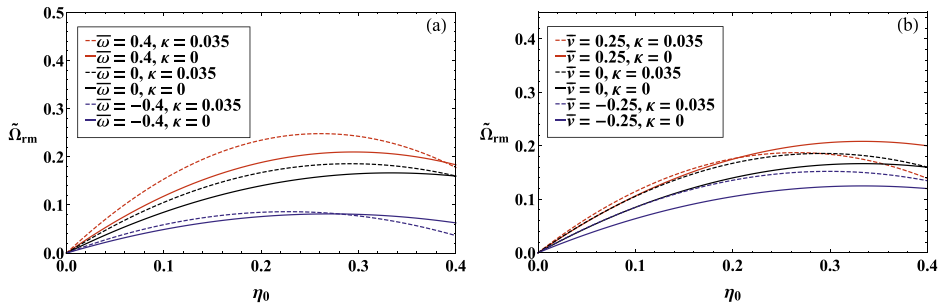 (a)
0.5
0.4
0.3
0.2
0.1
0.0
Ω̃rm
ω̅ = 0.4, κ = 0.035
ω̅ = 0.4, κ = 0
ω̅ = 0, κ = 0.035
ω̅ = 0, κ = 0
ω̅ = −0.4, κ = 0.035
ω̅ = −0.4, κ = 0
0.0 0.1 0.2 0.3 0.4
η0
(b)
0.4
0.3
0.2
0.1
0.0
Ω̃rm
v̅ = 0.25, κ = 0.035
v̅ = 0.25, κ = 0
v̅ = 0, κ = 0.035
v̅ = 0, κ = 0
v̅ = −0.25, κ = 0.035
v̅ = −0.25, κ = 0
0.0 0.1 0.2 0.3 0.4
η0